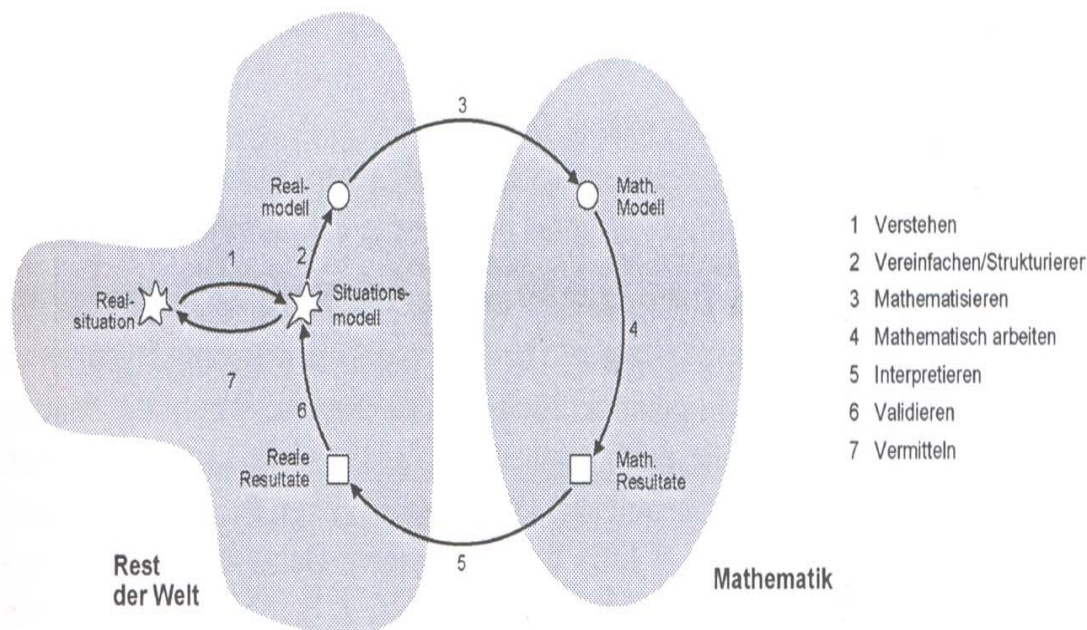 3
Real-
modell
Math.
Modell
2
1
Real-
situation
Situations-
modell
4
7
6
Reale
Resultate
Math.
Resultate
5
Rest
der Welt
Mathematik
1 Verstehen
2 Vereinfachen/Strukturierer
3 Mathematisieren
4 Mathematisch arbeiten
5 Interpretieren
6 Validieren
7 Vermitteln